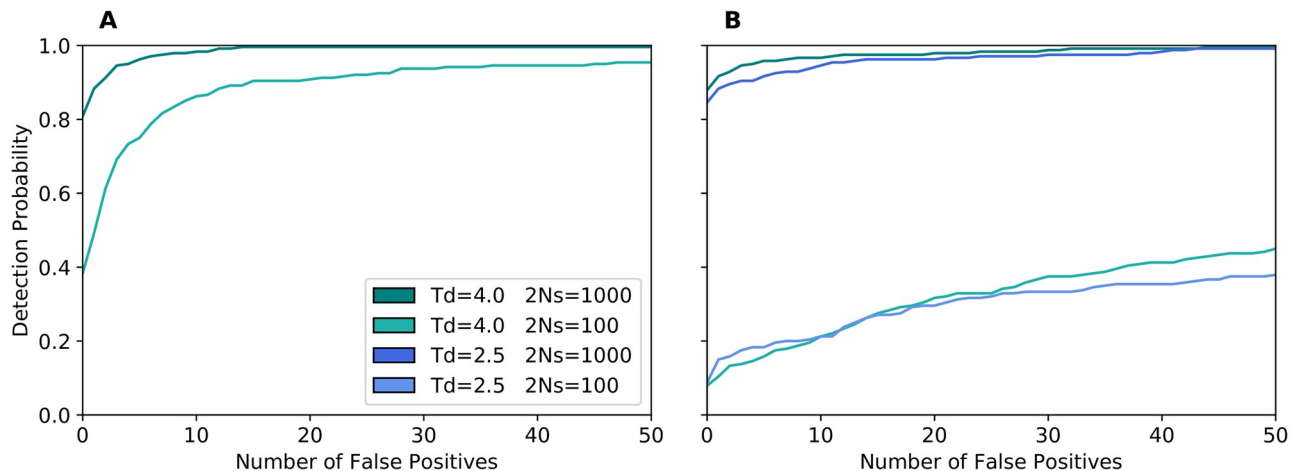 A
B
1.0
0.8
0.6
0.4
0.2
0.0
Detection Probability
Td=4.0 2Ns=1000
Td=4.0 2Ns=100
Td=2.5 2Ns=1000
Td=2.5 2Ns=100
0 10 20 30 40 50
0 10 20 30 40 50
Number of False Positives
Number of False Positives